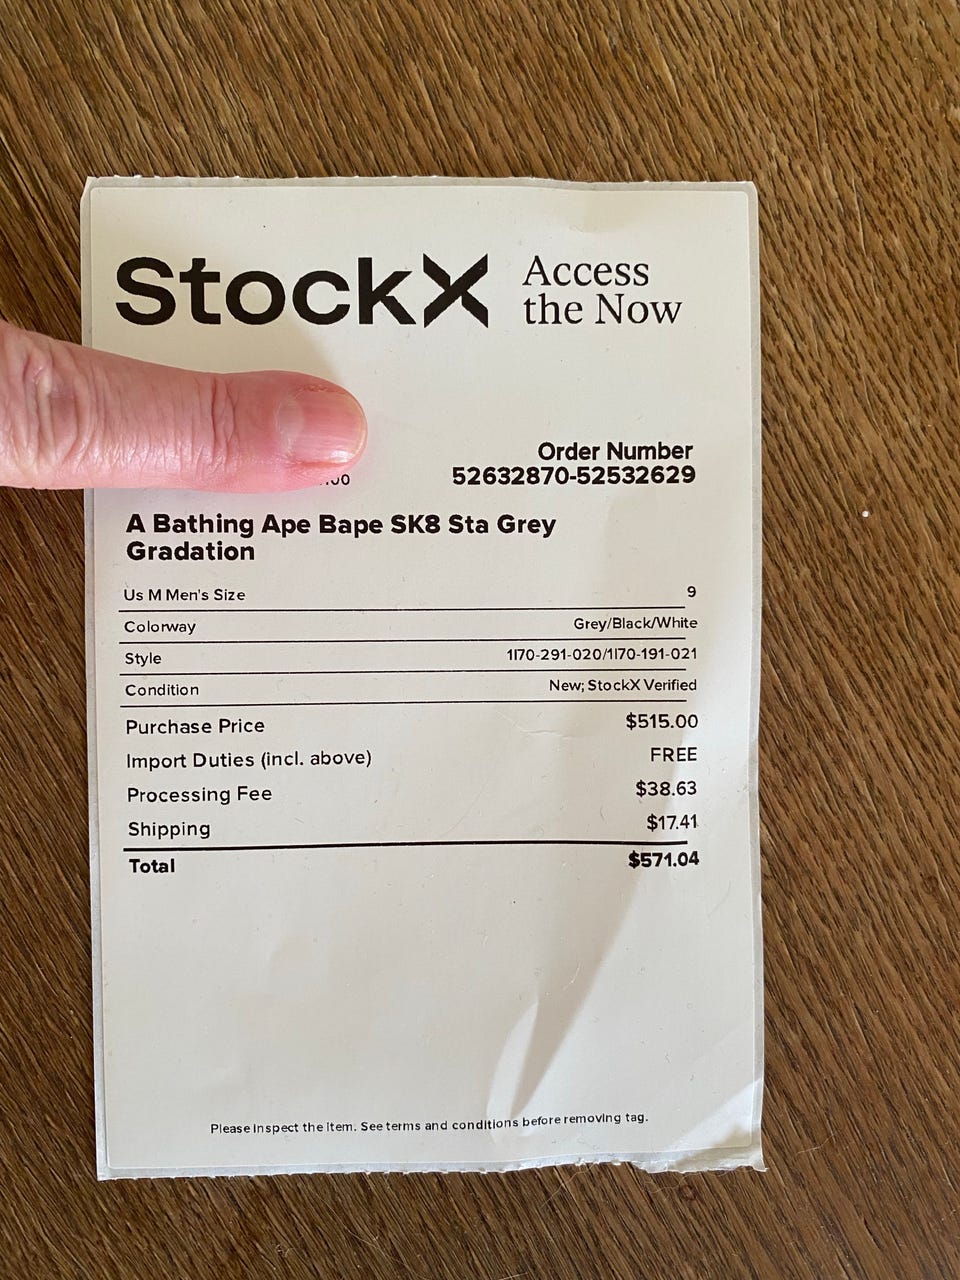 StockX Access
the Now
Order Number
.00 52632870-52532629
A Bathing Ape Bape SK8 Sta Grey
Gradation
Us M Men's Size 9
Colorway Grey/Black/White
Style 1I70-291-020/1I70-191-021
Condition New; StockX Verified
Purchase Price $515.00
Import Duties (incl. above) FREE
Processing Fee $38.63
Shipping $17.41
Total $571.04
Please inspect the item. See terms and conditions before removing tag.